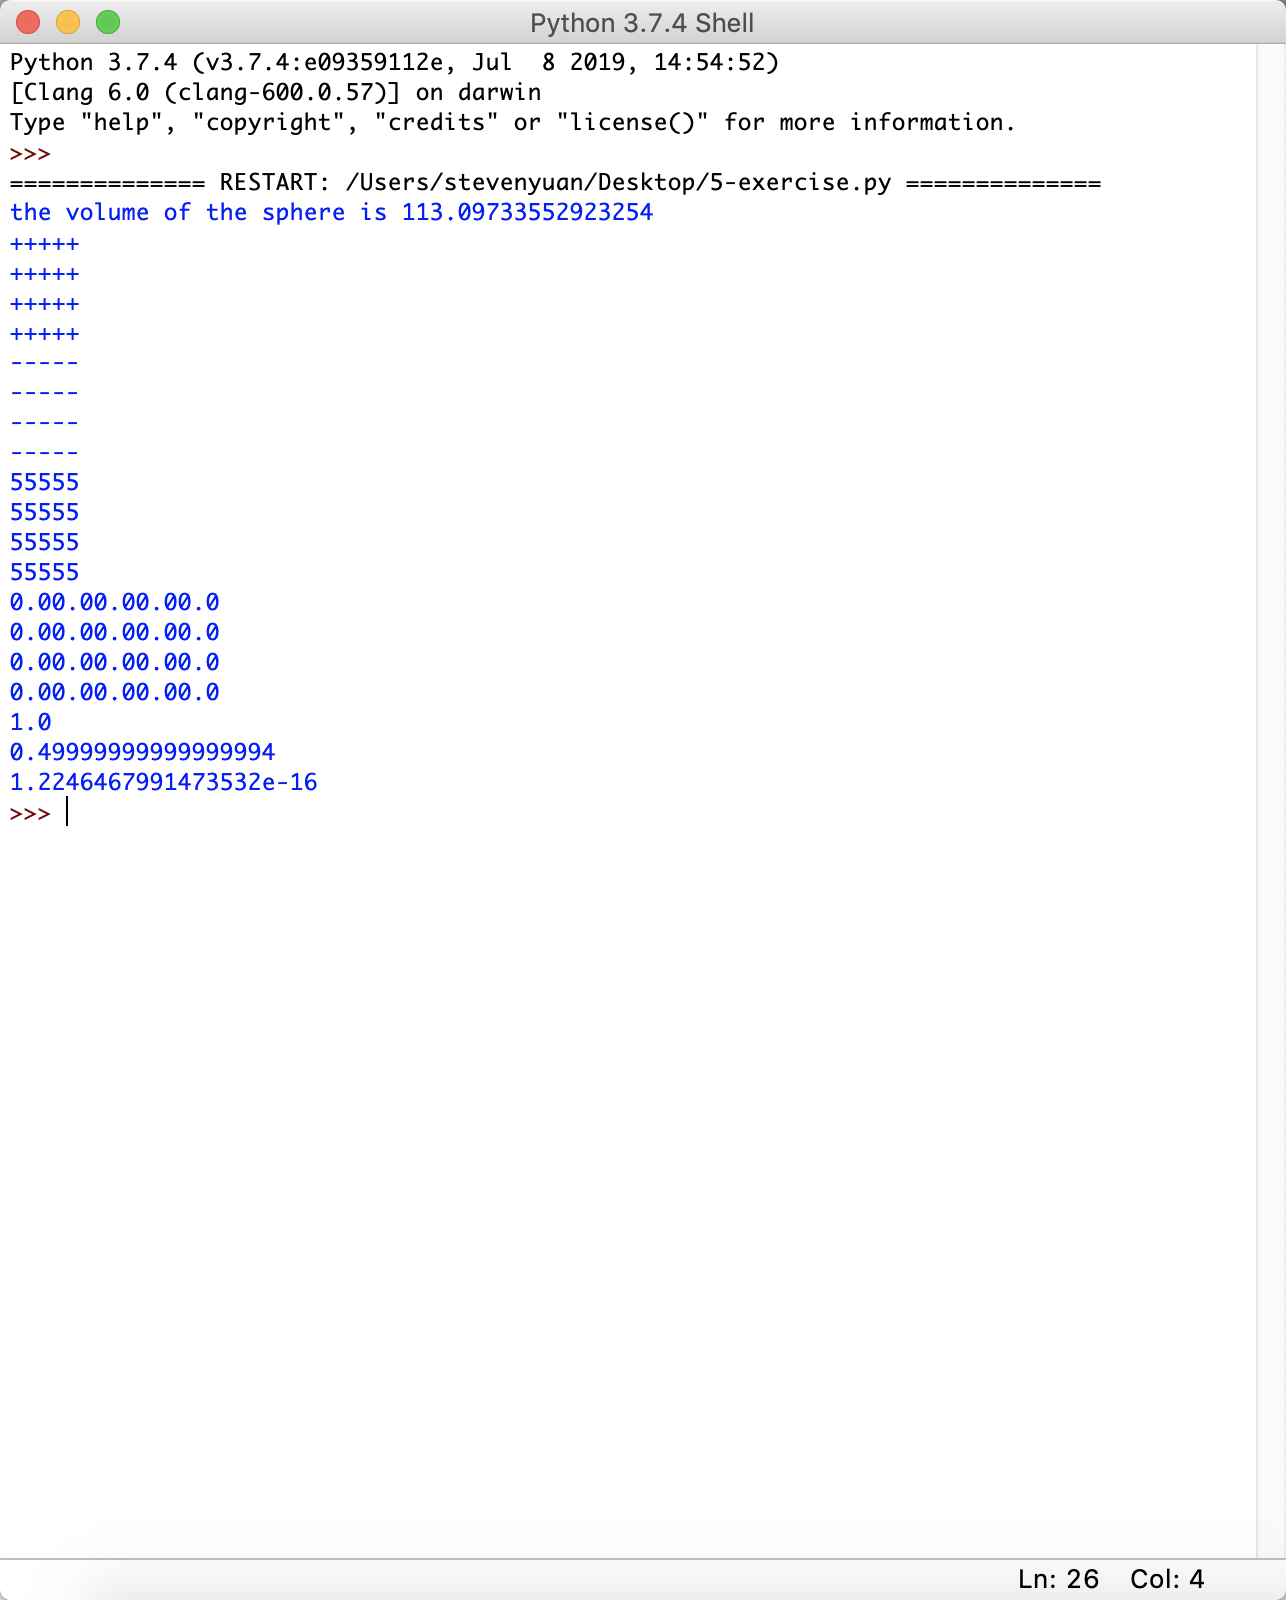 Python 3.7.4 Shell
Python 3.7.4 (v3.7.4:e09359112e, Jul  8 2019, 14:54:52)
[Clang 6.0 (clang-600.0.57)] on darwin
Type "help", "copyright", "credits" or "license()" for more information.
>>>
============== RESTART: /Users/stevenyuan/Desktop/5-exercise.py ==============
the volume of the sphere is 113.09733552923254
+++++
+++++
+++++
+++++
-----
-----
-----
-----
55555
55555
55555
55555
0.00.00.00.00.0
0.00.00.00.00.0
0.00.00.00.00.0
0.00.00.00.00.0
1.0
0.49999999999999994
1.2246467991473532e-16
>>>
Ln: 26 Col: 4